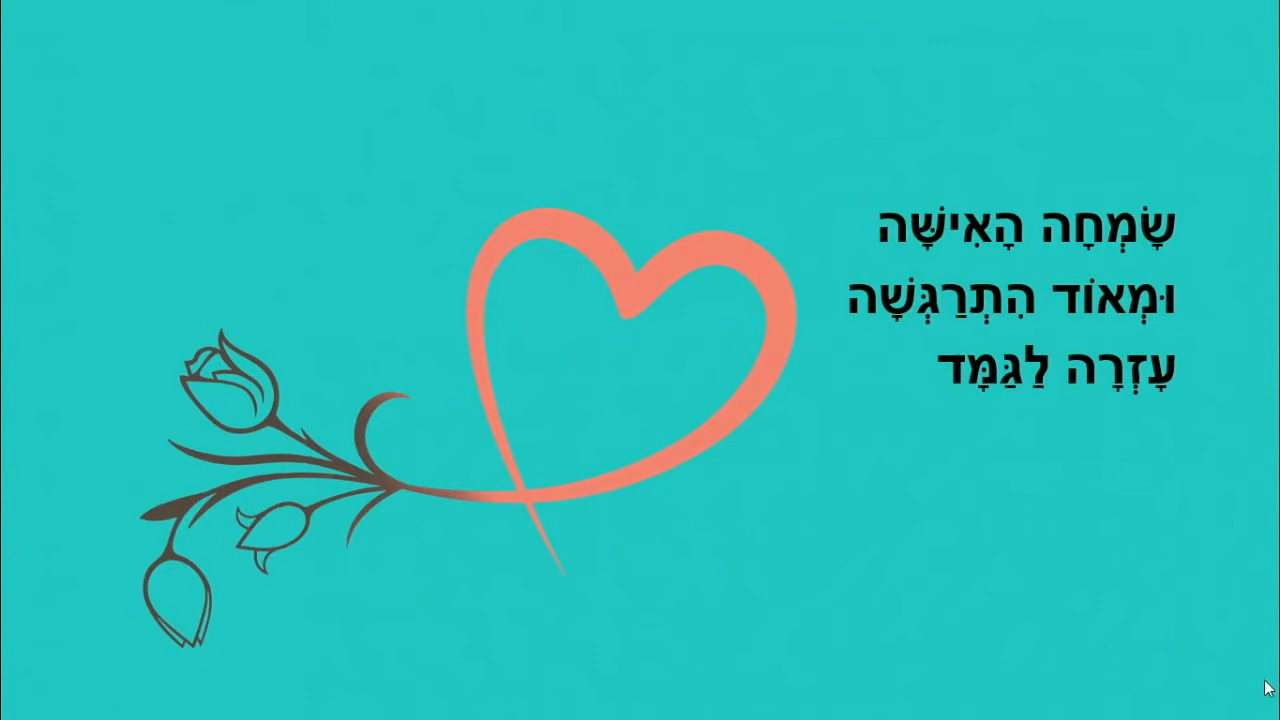 שָׂמְחָה הָאִישָּׁה
וּמְאוֹד הִתְרַגְּשָׁה
עָזְרָה לַגַּמָּד